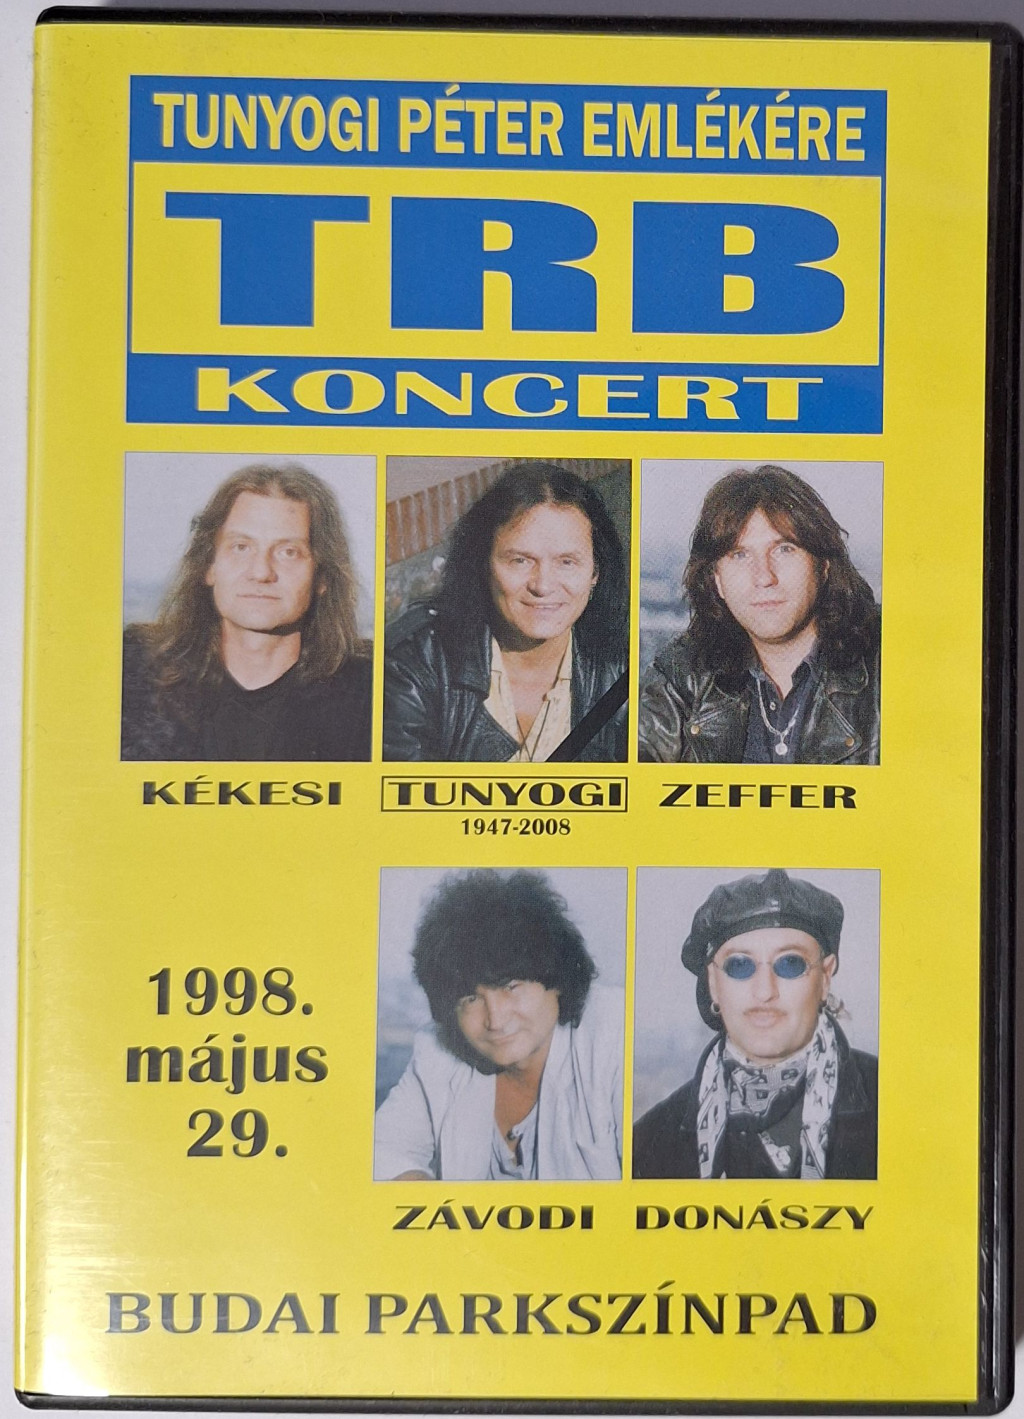 TUNYOGI PÉTER EMLÉKÉRE
TRB
KONCERT
KÉKESI TUNYOGI ZEFFER
1947-2008
1998.
május
29.
ZÁVODI DONÁSZY
BUDAI PARKSZÍNPAD